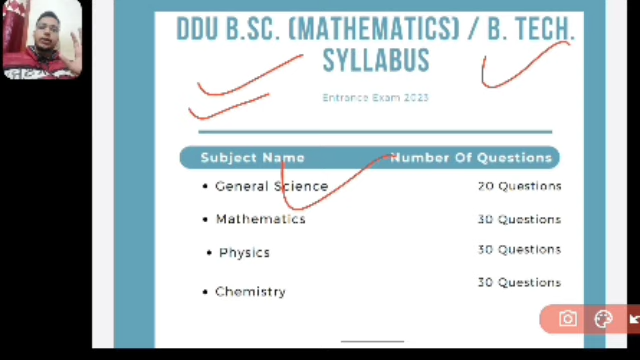 DDU B.SC. (MATHEMATICS) / B. TECH.
SYLLABUS
Entrance Exam 2023
Subject Name Number Of Questions
• General Science 20 Questions
• Mathematics 30 Questions
• Physics 30 Questions
• Chemistry 30 Questions